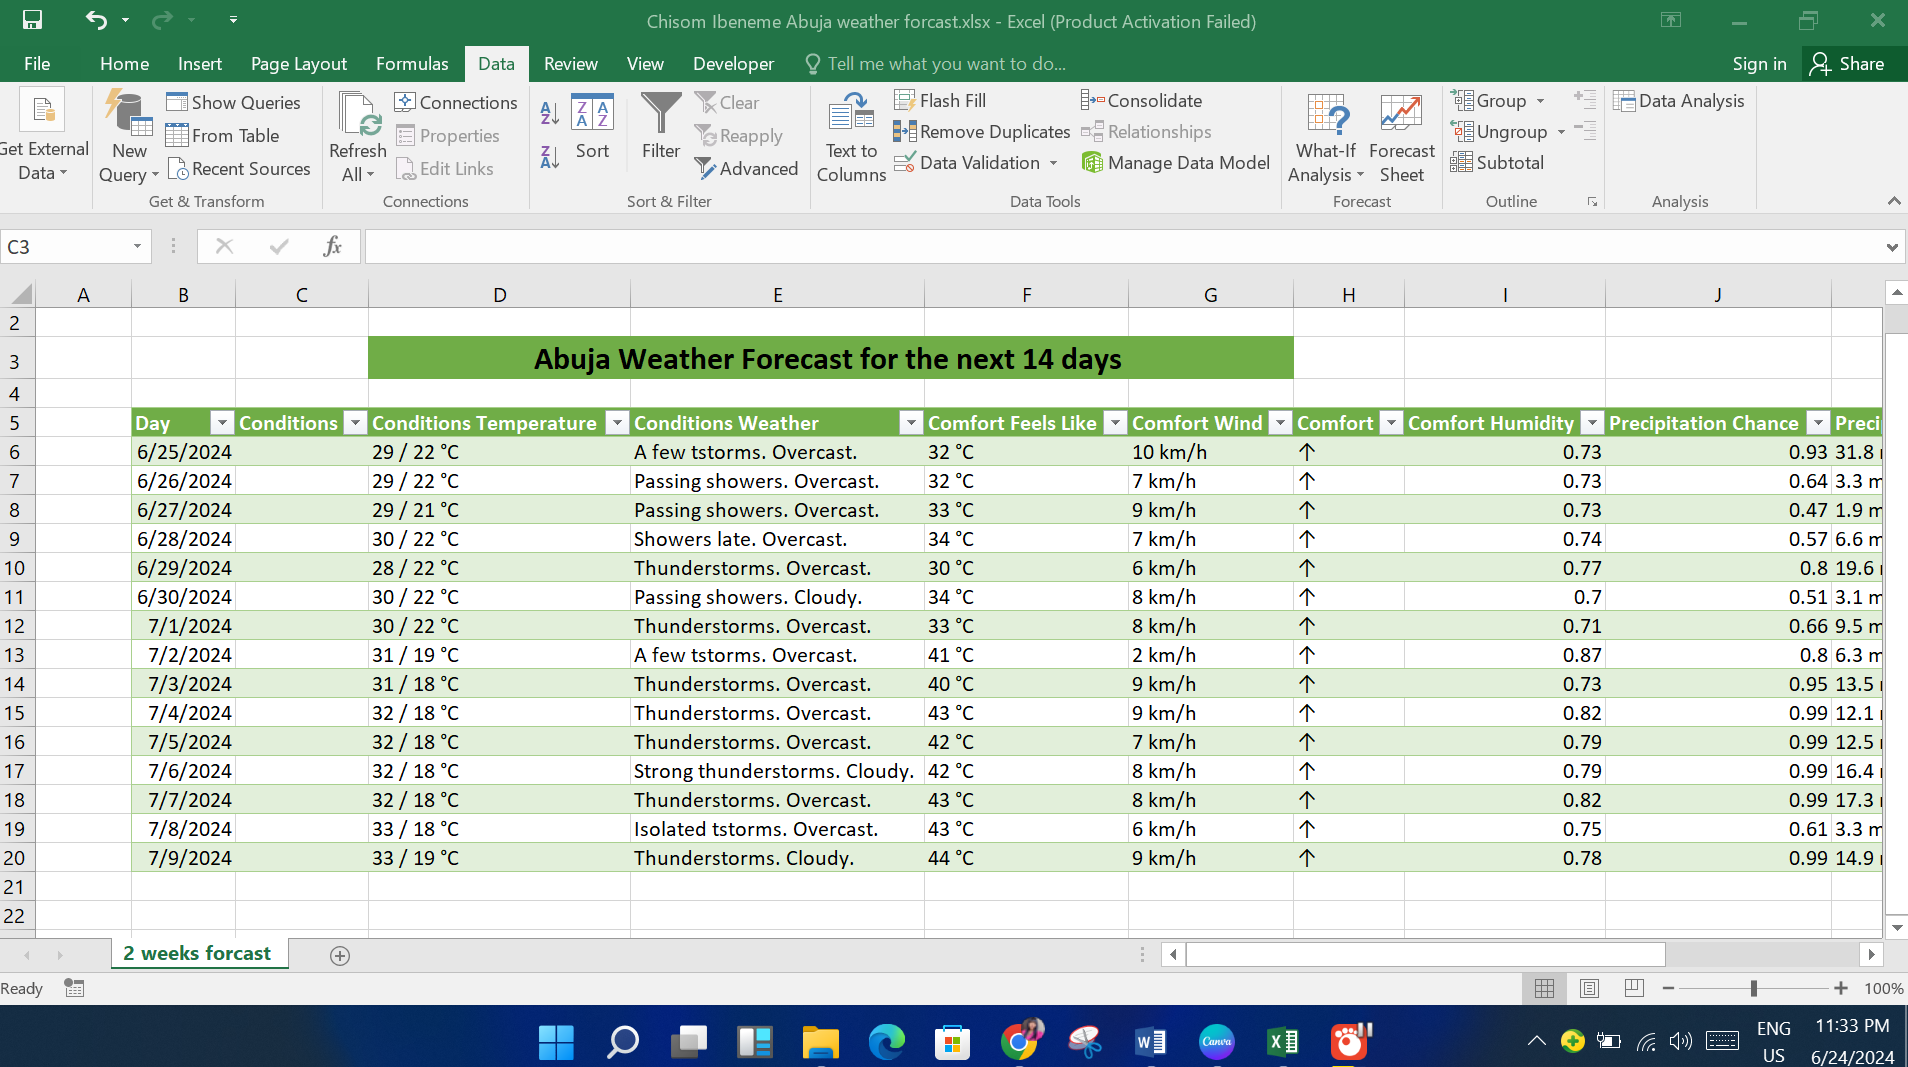 Chisom Ibeneme Abuja weather forcast.xlsx - Excel (Product Activation Failed)
File Home Insert Page Layout Formulas Data Review View Developer Tell me what you want to do... Sign in Share
Get External Data
New Query
Show Queries
From Table
Recent Sources
Get & Transform
Refresh All
Connections
Properties
Edit Links
Connections
Sort
Filter
Clear
Reapply
Advanced
Sort & Filter
Text to Columns
Flash Fill
Remove Duplicates
Data Validation
Consolidate
Relationships
Manage Data Model
Data Tools
What-If Analysis
Forecast Sheet
Forecast
Group
Ungroup
Subtotal
Outline
Data Analysis
Analysis
C3 fx
A B C D E F G H I J
2
3 Abuja Weather Forecast for the next 14 days
4
5 Day Conditions Conditions Temperature Conditions Weather Comfort Feels Like Comfort Wind Comfort Comfort Humidity Precipitation Chance Preci
6 6/25/2024 29 / 22 °C A few tstorms. Overcast. 32 °C 10 km/h ↑ 0.73 0.93 31.8
7 6/26/2024 29 / 22 °C Passing showers. Overcast. 32 °C 7 km/h ↑ 0.73 0.64 3.3 m
8 6/27/2024 29 / 21 °C Passing showers. Overcast. 33 °C 9 km/h ↑ 0.73 0.47 1.9 m
9 6/28/2024 30 / 22 °C Showers late. Overcast. 34 °C 7 km/h ↑ 0.74 0.57 6.6 m
10 6/29/2024 28 / 22 °C Thunderstorms. Overcast. 30 °C 6 km/h ↑ 0.77 0.8 19.6
11 6/30/2024 30 / 22 °C Passing showers. Cloudy. 34 °C 8 km/h ↑ 0.7 0.51 3.1 m
12 7/1/2024 30 / 22 °C Thunderstorms. Overcast. 33 °C 8 km/h ↑ 0.71 0.66 9.5 m
13 7/2/2024 31 / 19 °C A few tstorms. Overcast. 41 °C 2 km/h ↑ 0.87 0.8 6.3 m
14 7/3/2024 31 / 18 °C Thunderstorms. Overcast. 40 °C 9 km/h ↑ 0.73 0.95 13.5
15 7/4/2024 32 / 18 °C Thunderstorms. Overcast. 43 °C 9 km/h ↑ 0.82 0.99 12.1
16 7/5/2024 32 / 18 °C Thunderstorms. Overcast. 42 °C 7 km/h ↑ 0.79 0.99 12.5
17 7/6/2024 32 / 18 °C Strong thunderstorms. Cloudy. 42 °C 8 km/h ↑ 0.79 0.99 16.4
18 7/7/2024 32 / 18 °C Thunderstorms. Overcast. 43 °C 8 km/h ↑ 0.82 0.99 17.3
19 7/8/2024 33 / 18 °C Isolated tstorms. Overcast. 43 °C 6 km/h ↑ 0.75 0.61 3.3 m
20 7/9/2024 33 / 19 °C Thunderstorms. Cloudy. 44 °C 9 km/h ↑ 0.78 0.99 14.9
21
22
2 weeks forcast
Ready 100%
Canva
ENG US
11:33 PM
6/24/2024